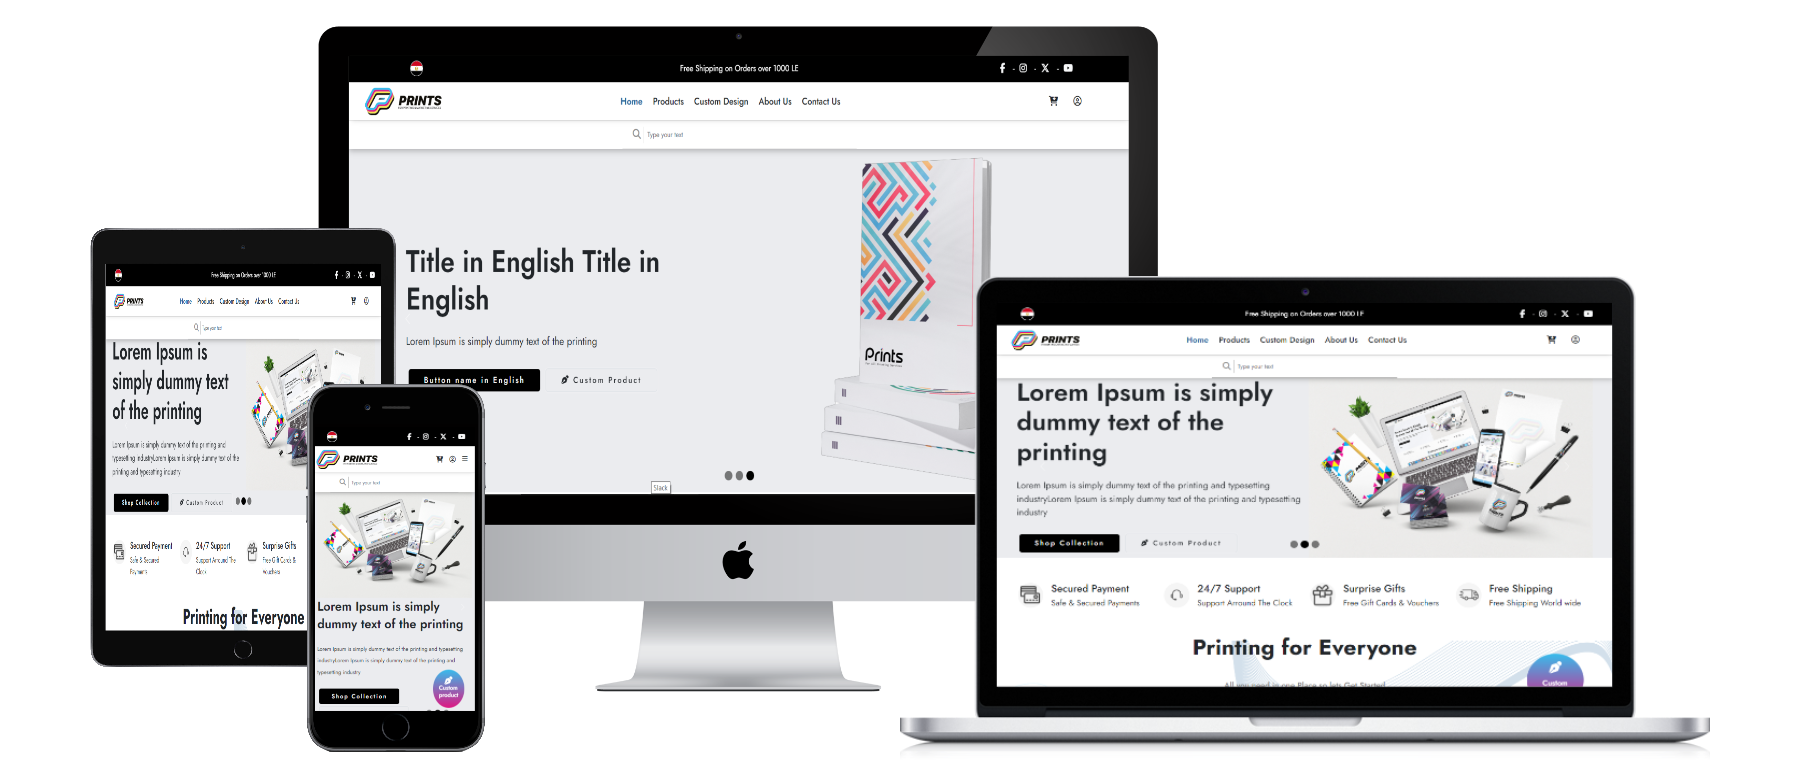 Free Shipping on Orders over 1000 LE
PRINTS
Home Products Custom Design About Us Contact Us
Type your text
Title in English Title in
English
Lorem Ipsum is simply dummy text of the printing
Button name in English
Custom Product
Prints
Slack
Free Shipping on Orders over 1000 LE
PRINTS
Home Products Custom Design About Us Contact Us
Type your text
Lorem Ipsum is
simply dummy text
of the printing
Lorem Ipsum is simply dummy text of the printing and
typesetting industryLorem Ipsum is simply dummy text of the
printing and typesetting industry
Shop Collection
Custom Product
Secured Payment
Safe & Secured
Payments
24/7 Support
Support Arround The
Clock
Surprise Gifts
Free Gift Cards &
Vouchers
Printing for Everyone
PRINTS
Type your text
Lorem Ipsum is simply
dummy text of the printing
Lorem Ipsum is simply dummy text of the printing and typesetting
industryLorem Ipsum is simply dummy text of the printing and
typesetting industry
Shop Collection
Custom
product
Free Shipping on Orders over 1000 LE
PRINTS
Home Products Custom Design About Us Contact Us
Type your text
Lorem Ipsum is simply
dummy text of the
printing
Lorem Ipsum is simply dummy text of the printing and typesetting
industryLorem Ipsum is simply dummy text of the printing and typesetting
industry
Shop Collection
Custom Product
Secured Payment
Safe & Secured Payments
24/7 Support
Support Arround The Clock
Surprise Gifts
Free Gift Cards & Vouchers
Free Shipping
Free Shipping World wide
Printing for Everyone
All you need in one Place so lets Get Started
Custom